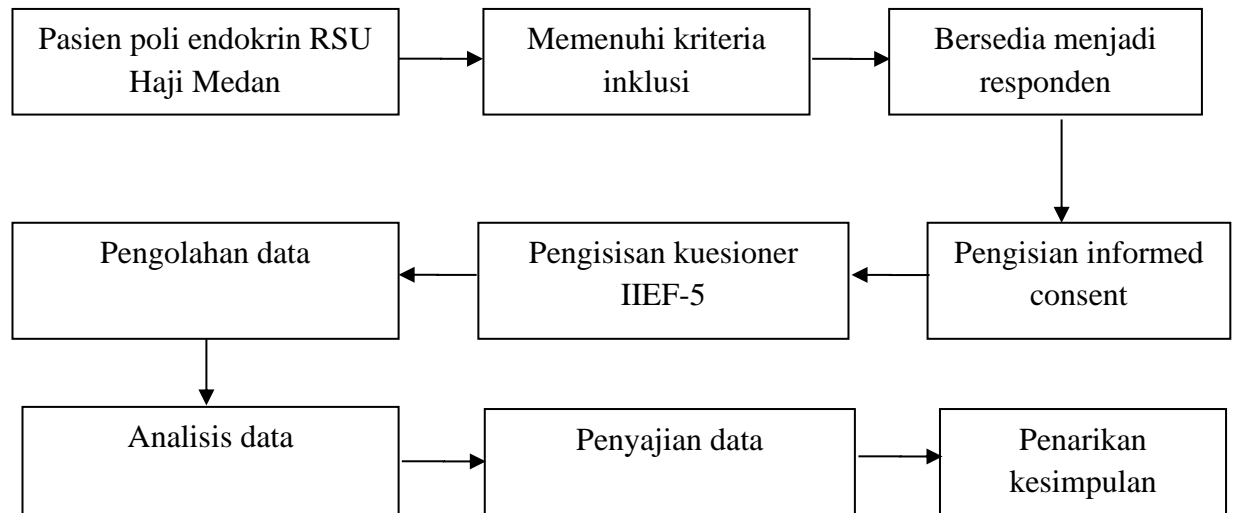 Pasien poli endokrin RSU
Haji Medan
Memenuhi kriteria
inklusi
Bersedia menjadi
responden
Pengisian informed
consent
Pengisisan kuesioner
IIEF-5
Pengolahan data
Analisis data
Penyajian data
Penarikan
kesimpulan